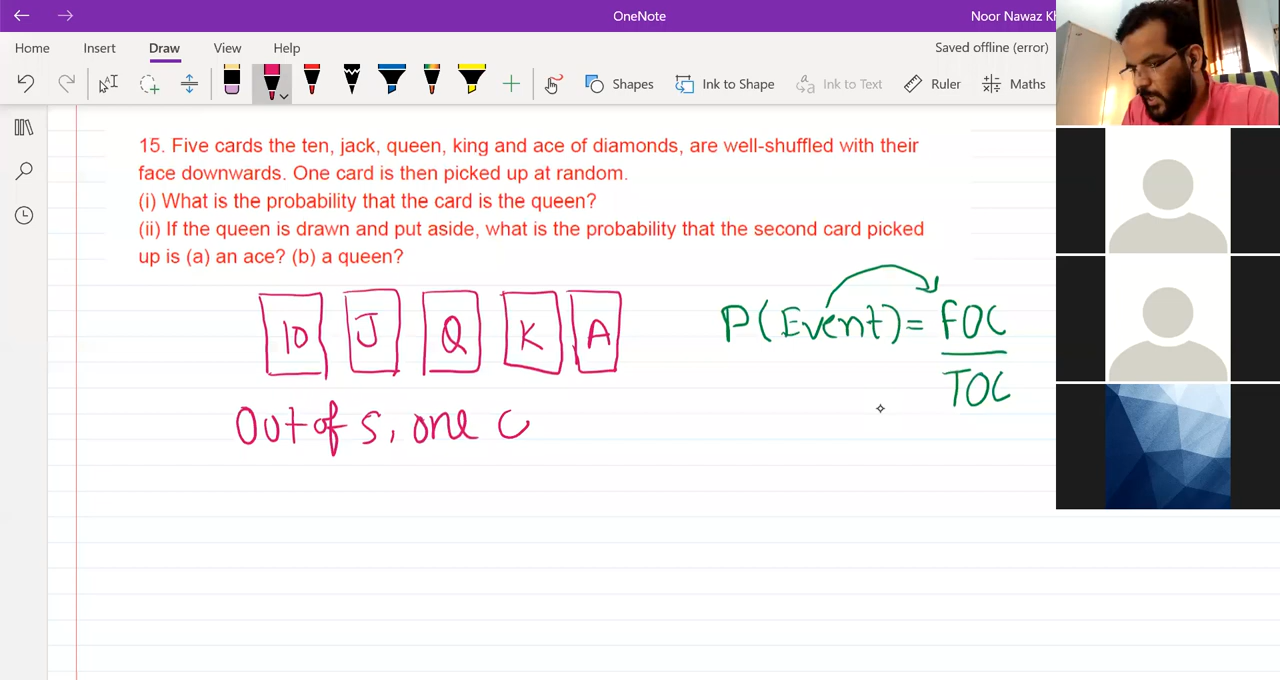 OneNote
Noor Nawaz Kh
Home Insert Draw View Help
Saved offline (error)
Shapes Ink to Shape Ink to Text Ruler Maths
15. Five cards the ten, jack, queen, king and ace of diamonds, are well-shuffled with their
face downwards. One card is then picked up at random.
(i) What is the probability that the card is the queen?
(ii) If the queen is drawn and put aside, what is the probability that the second card picked
up is (a) an ace? (b) a queen?
10 J Q K A
P(Event) = FOC
TOC
Out of 5, one c